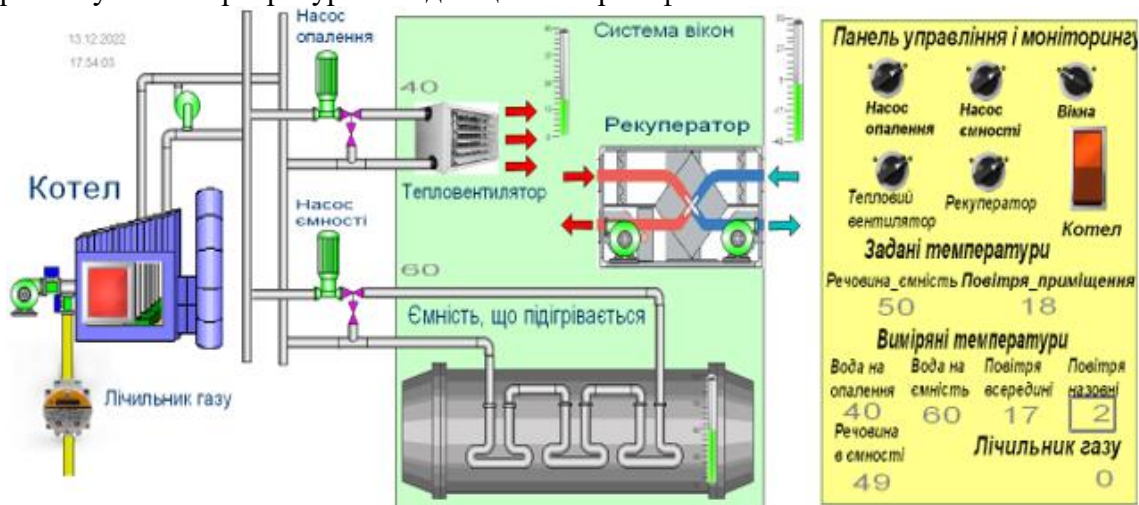 13.12.2022
17:54:03
Насос
опалення
Система вікон
40
Рекуператор
Котел
Тепловентилятор
Насос
ємності
60
Ємність, що підігрівається
Лічильник газу
Панель управління і моніторингу
Насос
опалення
Насос
ємності
Вікна
Тепловий
вентилятор
Рекуператор
Котел
Задані температури
Речовина_ємність Повітря_приміщення
50 18
Виміряні температури
Вода на
опалення
Вода на
ємність
Повітря
всередині
Повітря
назовні
40 60 17 2
Речовина
в ємності
Лічильник газу
49 0